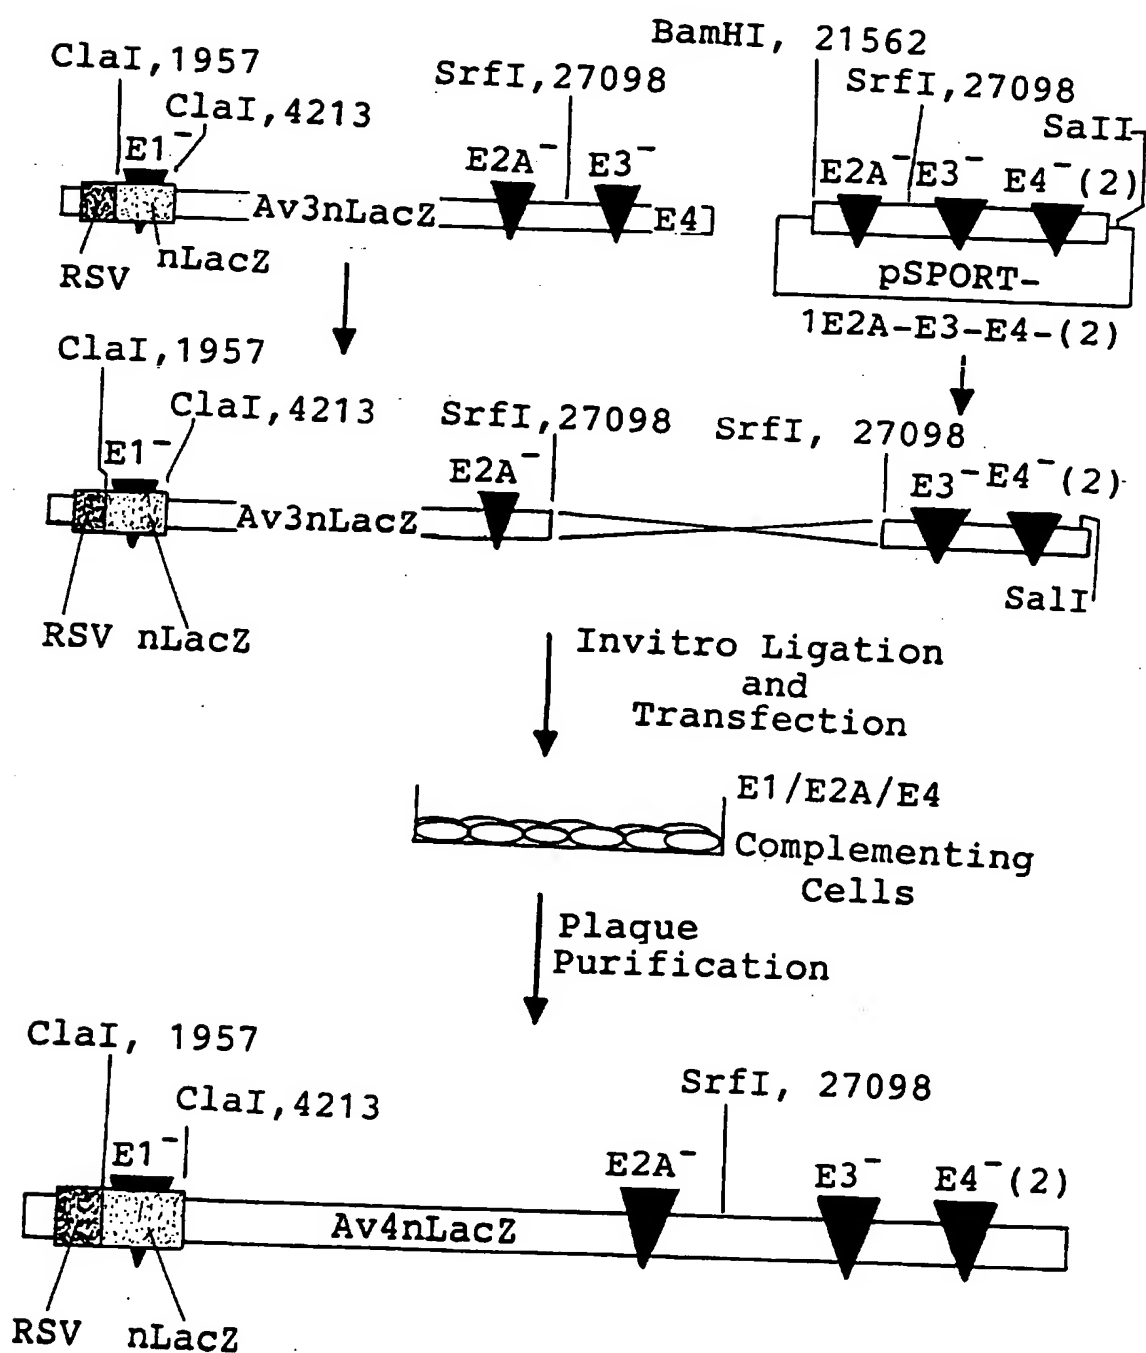 ClaI,1957
ClaI,4213
E1-
SrfI,27098
E2A-
E3-
Av3nLacZ
E4
RSV
nLacZ
BamHI, 21562
SrfI,27098
SaII
E2A-
E3-
E4-(2)
pSPORT-
1E2A-E3-E4-(2)
ClaI,1957
ClaI,4213
E1-
SrfI,27098
E2A-
Av3nLacZ
RSV
nLacZ
SrfI, 27098
E3-
E4-(2)
SalI
Invitro Ligation
and
Transfection
E1/E2A/E4
Complementing
Cells
Plaque
Purification
ClaI, 1957
ClaI,4213
E1-
SrfI, 27098
E2A-
E3-
E4-(2)
Av4nLacZ
RSV
nLacZ